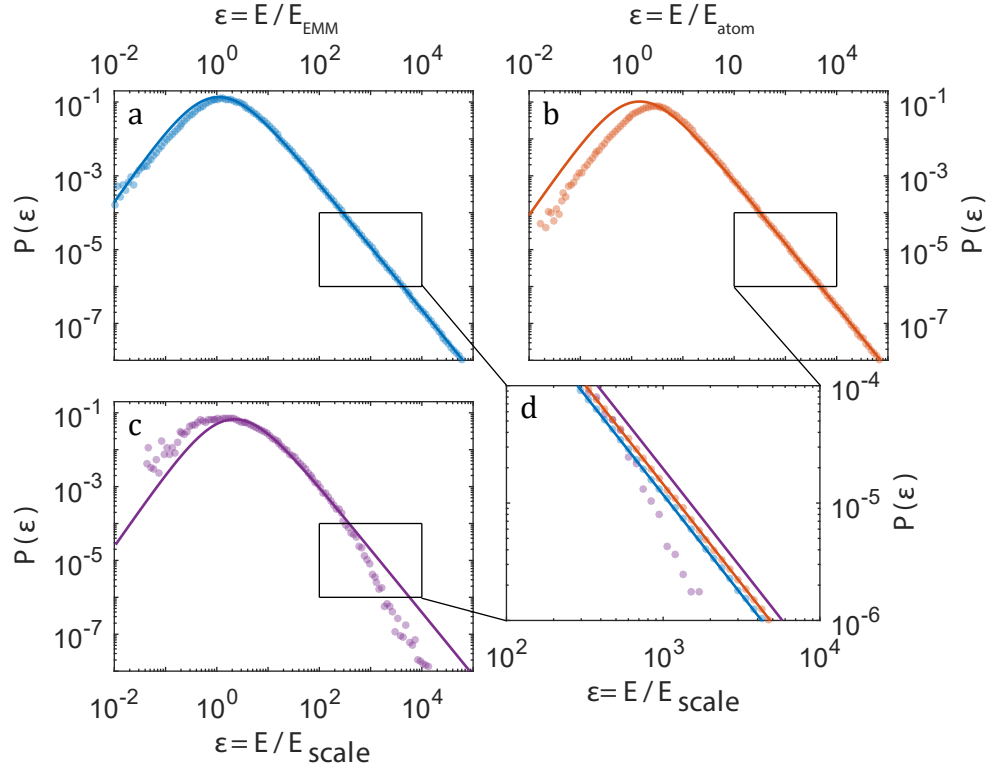 ε = E / E_EMM
ε = E / E_atom
10^-2 10^0 10^2 10^4
10^-2 10^0 10 10^4
a
b
10^-1
10^-3
10^-5
10^-7
P(ε)
10^-1
10^-3
10^-5
10^-7
P(ε)
c
d
10^-1
10^-3
10^-5
10^-7
P(ε)
10^-4
10^-5
10^-6
P(ε)
10^-2 10^0 10^2 10^4
10^2 10^3 10^4
ε = E / E_scale
ε = E / E_scale